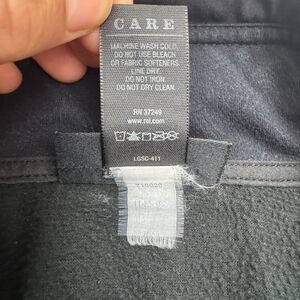 CARE
MACHINE WASH COLD.
DO NOT USE BLEACH
OR FABRIC SOFTENERS.
LINE DRY.
DO NOT IRON.
DO NOT DRY CLEAN.
RN 37249
www.rei.com
LGSC-411